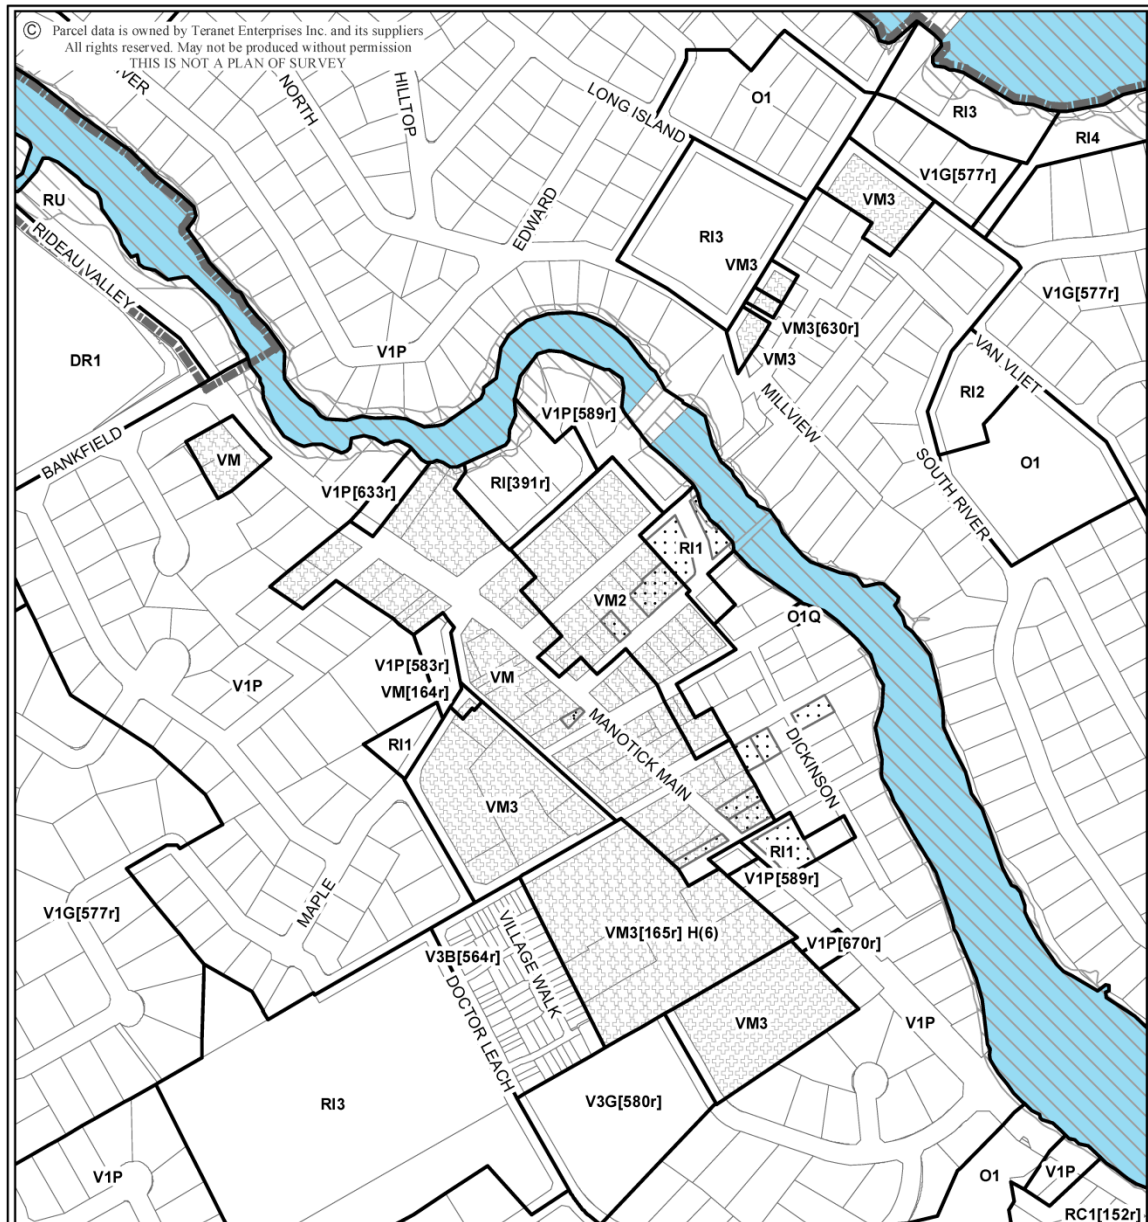 © Parcel data is owned by Teranet Enterprises Inc. and its suppliers
All rights reserved. May not be produced without permission
THIS IS NOT A PLAN OF SURVEY
NORTH
HILLTOP
LONG ISLAND
O1
RI3
RI4
V1G[577r]
VM3
RU
RIDEAU VALLEY
EDWARD
RI3
VM3
V1G[577r]
VM3[630r]
VM3
DR1
V1P
VAN VLIET
RI2
MILLVIEW
BANKFIELD
VM
V1P[589r]
O1
SOUTH RIVER
V1P[633r]
RI[391r]
RI1
VM2
O1Q
V1P[583r]
VM[164r]
V1P
VM
RI1
MANOTICK MAIN
DICKINSON
VM3
RI1
V1P[589r]
V1G[577r]
MAPLE
VILLAGE WALK
VM3[165r] H(6)
V1P[670r]
V3B[564r]
DOCTOR LEACH
VM3
V1P
RI3
V3G[580r]
V1P
O1
V1P
RC1[152r]